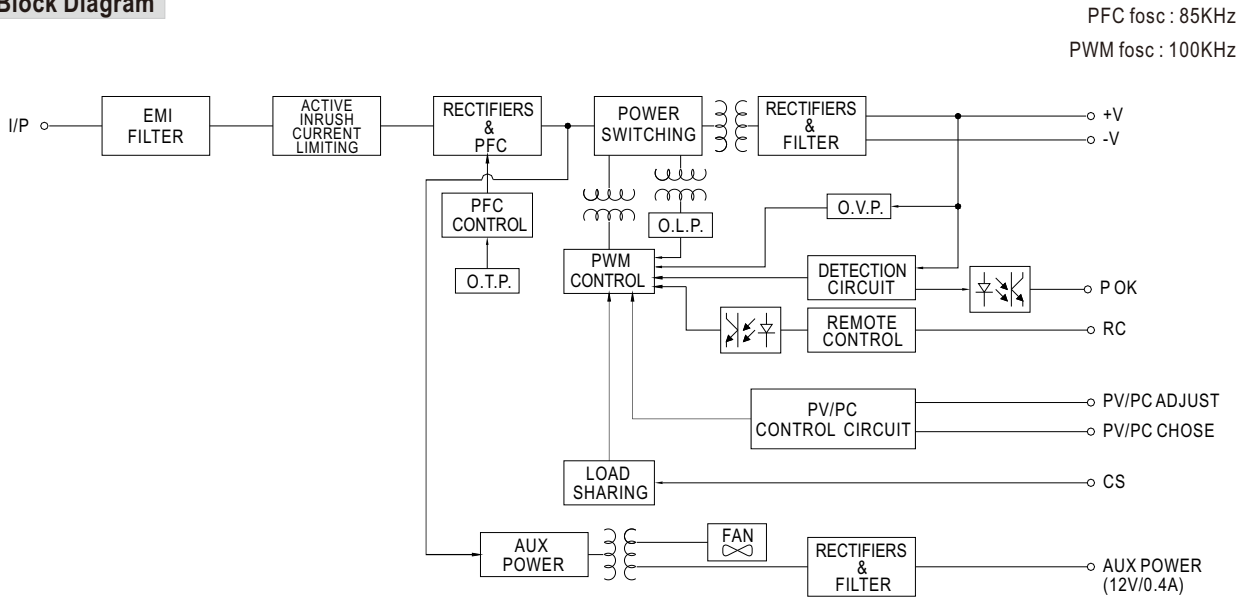 Block Diagram
PFC fosc : 85KHz
PWM fosc : 100KHz
I/P
EMI
FILTER
ACTIVE
INRUSH
CURRENT
LIMITING
RECTIFIERS
&
PFC
POWER
SWITCHING
RECTIFIERS
&
FILTER
+V
-V
PFC
CONTROL
O.T.P.
O.L.P.
O.V.P.
PWM
CONTROL
DETECTION
CIRCUIT
P OK
REMOTE
CONTROL
RC
PV/PC
CONTROL CIRCUIT
PV/PC ADJUST
PV/PC CHOSE
LOAD
SHARING
CS
AUX
POWER
FAN
RECTIFIERS
&
FILTER
AUX POWER
(12V/0.4A)